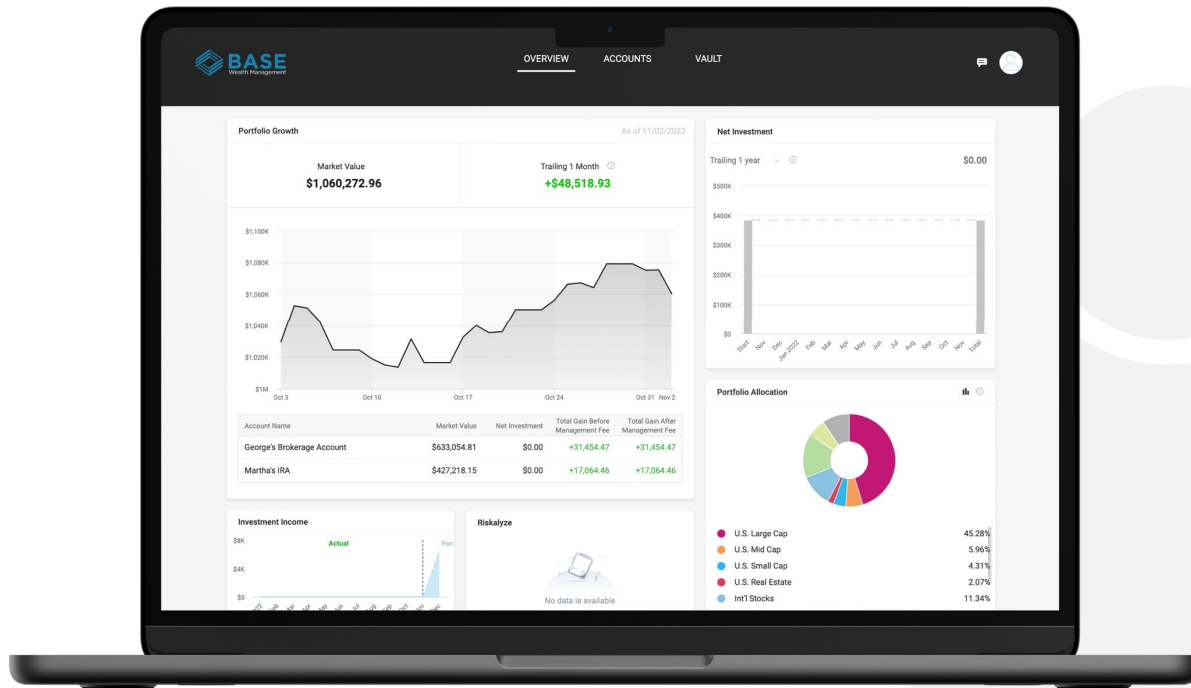 BASE
Wealth Management
OVERVIEW ACCOUNTS VAULT
Portfolio Growth As of 11/02/2022
Market Value Trailing 1 Month
$1,060,272.96 +$48,518.93
$1,100K
$1,080K
$1,060K
$1,040K
$1,020K
$1M
Oct 3 Oct 10 Oct 17 Oct 24 Oct 31 Nov 2
Account Name Market Value Net Investment Total Gain Before Management Fee Total Gain After Management Fee
George's Brokerage Account $633,054.81 $0.00 +31,454.47 +31,454.47
Martha's IRA $427,218.15 $0.00 +17,064.46 +17,064.46
Net Investment
Trailing 1 year $0.00
$500K
$400K
$300K
$200K
$100K
$0
Start Nov Dec Jan 2022 Feb Mar Apr May Jun Jul Aug Sep Oct Nov Total
Portfolio Allocation
U.S. Large Cap 45.28%
U.S. Mid Cap 5.96%
U.S. Small Cap 4.31%
U.S. Real Estate 2.07%
Int'l Stocks 11.34%
Investment Income
$8K
Actual
$4K
$0
Riskalyze
No data is available